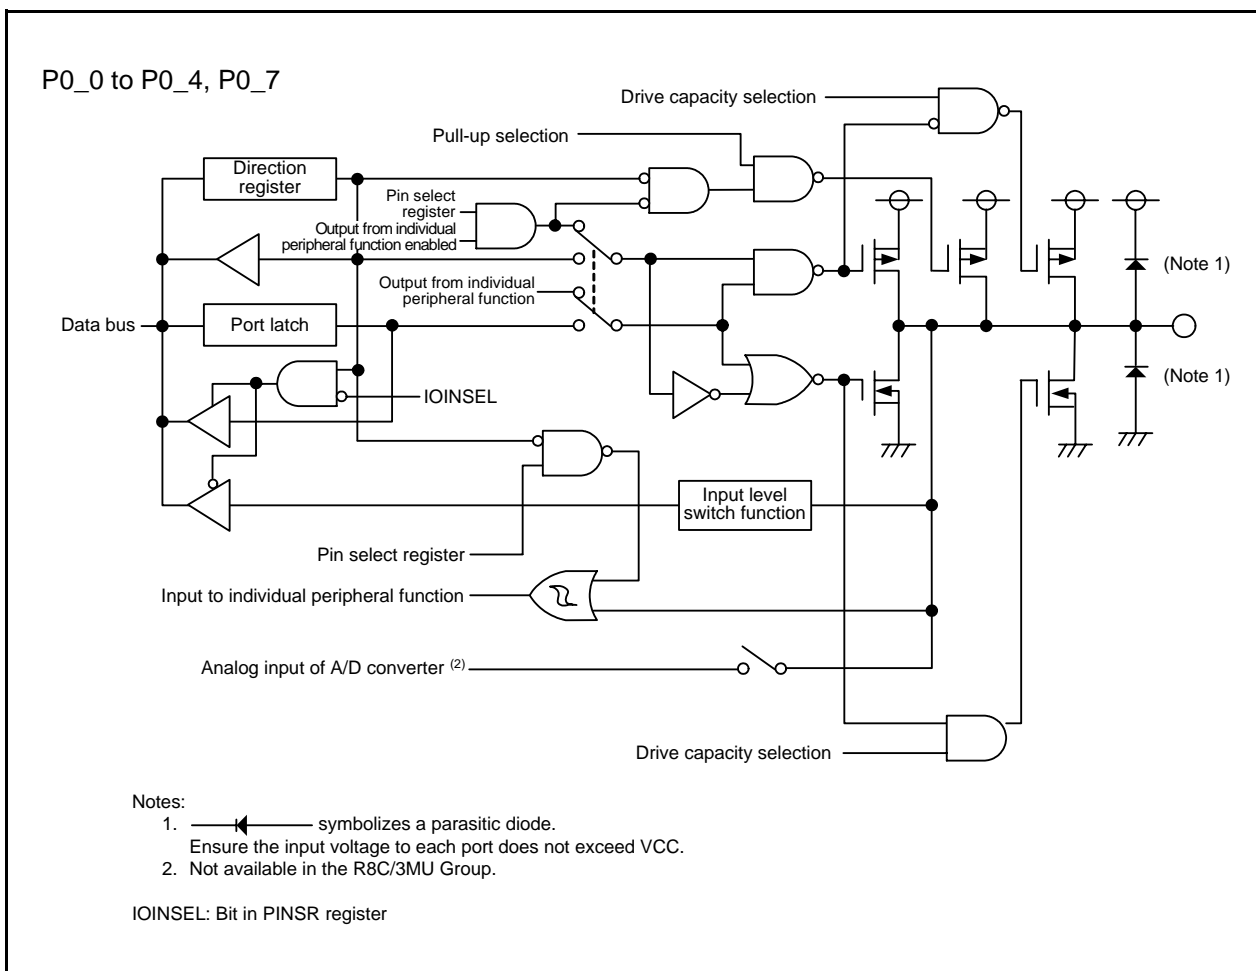 P0_0 to P0_4, P0_7
Drive capacity selection
Pull-up selection
Direction
register
Pin select
register
Output from individual
peripheral function enabled
(Note 1)
Output from individual
peripheral function
Data bus
Port latch
(Note 1)
IOINSEL
Input level
switch function
Pin select register
Input to individual peripheral function
Analog input of A/D converter (2)
Drive capacity selection
Notes:
1. symbolizes a parasitic diode.
Ensure the input voltage to each port does not exceed VCC.
2. Not available in the R8C/3MU Group.
IOINSEL: Bit in PINSR register